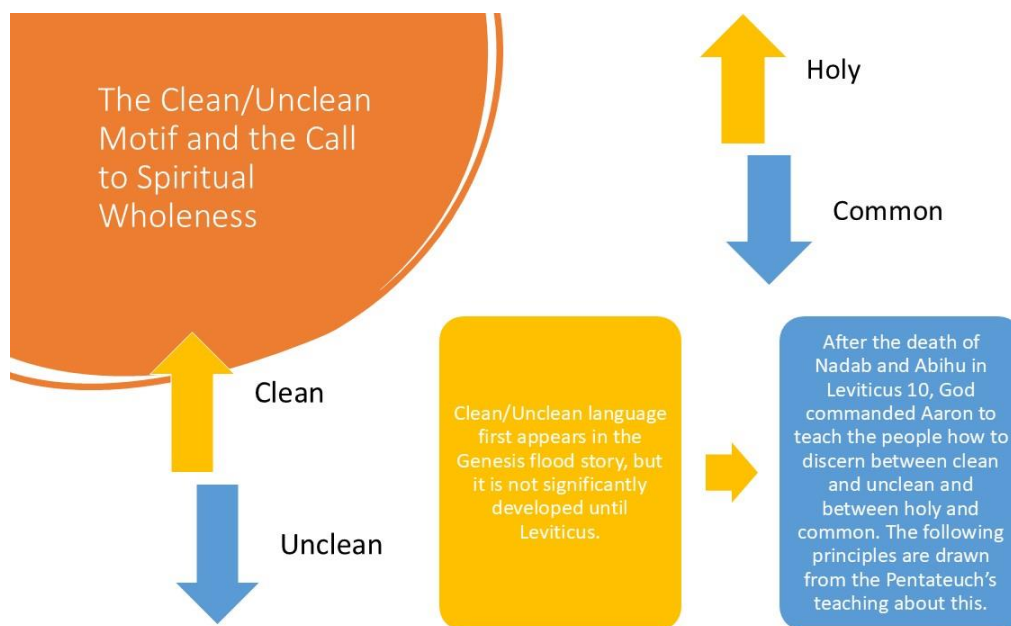 The Clean/Unclean
Motif and the Call
to Spiritual
Wholeness
Holy
Common
Clean
Unclean
Clean/Unclean language
first appears in the
Genesis flood story, but
it is not significantly
developed until
Leviticus.
After the death of
Nadab and Abihu in
Leviticus 10, God
commanded Aaron to
teach the people how to
discern between clean
and unclean and
between holy and
common. The following
principles are drawn
from the Pentateuch’s
teaching about this.